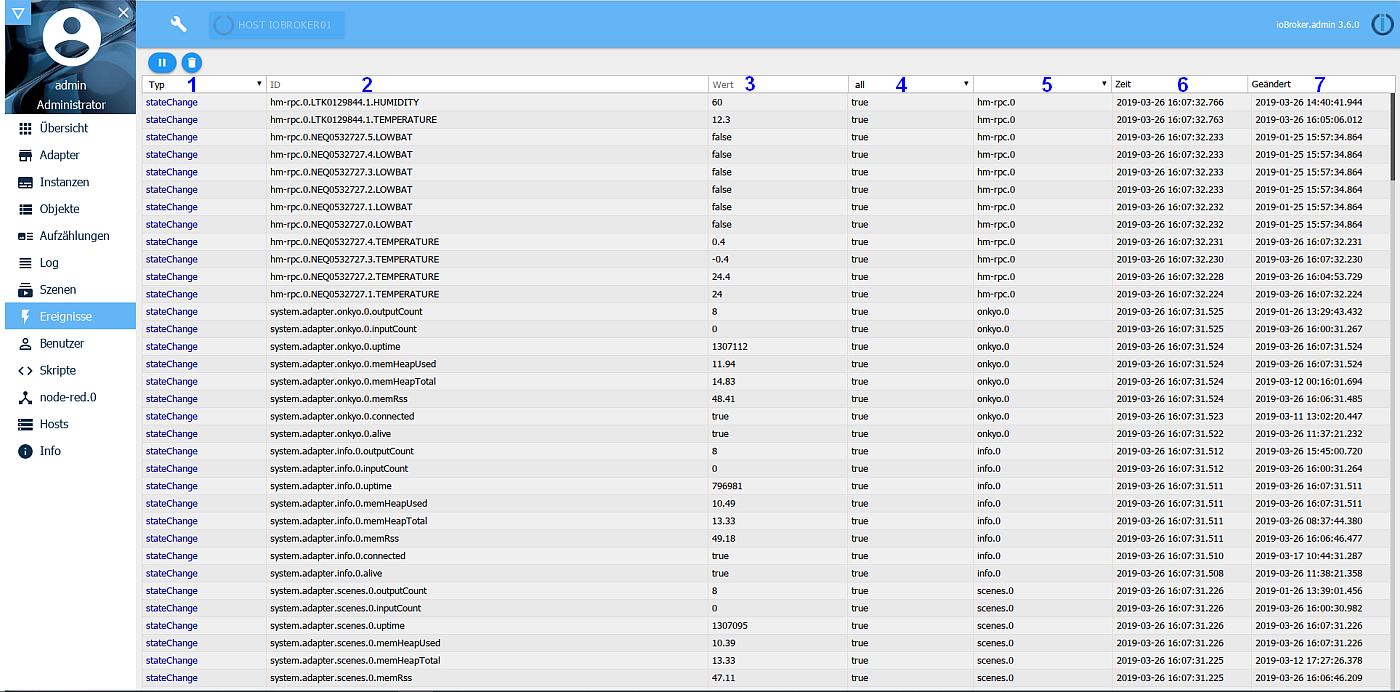 HOST IOBROKER01
ioBroker.admin 3.6.0
admin
Administrator
Übersicht
Adapter
Instanzen
Objekte
Aufzählungen
Log
Szenen
Ereignisse
Benutzer
Skripte
node-red.0
Hosts
Info
Typ 1 ID 2 Wert 3 all 4 5 Zeit 6 Geändert 7
stateChange hm-rpc.0.LTK0129844.1.HUMIDITY 60 true hm-rpc.0 2019-03-26 16:07:32.766 2019-03-26 14:40:41.944
stateChange hm-rpc.0.LTK0129844.1.TEMPERATURE 12.3 true hm-rpc.0 2019-03-26 16:07:32.763 2019-03-26 16:05:06.012
stateChange hm-rpc.0.NEQ0532727.5.LOWBAT false true hm-rpc.0 2019-03-26 16:07:32.233 2019-01-25 15:57:34.864
stateChange hm-rpc.0.NEQ0532727.4.LOWBAT false true hm-rpc.0 2019-03-26 16:07:32.233 2019-01-25 15:57:34.864
stateChange hm-rpc.0.NEQ0532727.3.LOWBAT false true hm-rpc.0 2019-03-26 16:07:32.233 2019-01-25 15:57:34.864
stateChange hm-rpc.0.NEQ0532727.2.LOWBAT false true hm-rpc.0 2019-03-26 16:07:32.233 2019-01-25 15:57:34.864
stateChange hm-rpc.0.NEQ0532727.1.LOWBAT false true hm-rpc.0 2019-03-26 16:07:32.232 2019-01-25 15:57:34.864
stateChange hm-rpc.0.NEQ0532727.0.LOWBAT false true hm-rpc.0 2019-03-26 16:07:32.232 2019-01-25 15:57:34.864
stateChange hm-rpc.0.NEQ0532727.4.TEMPERATURE 0.4 true hm-rpc.0 2019-03-26 16:07:32.231 2019-03-26 16:07:32.231
stateChange hm-rpc.0.NEQ0532727.3.TEMPERATURE -0.4 true hm-rpc.0 2019-03-26 16:07:32.230 2019-03-26 16:07:32.230
stateChange hm-rpc.0.NEQ0532727.2.TEMPERATURE 24.4 true hm-rpc.0 2019-03-26 16:07:32.228 2019-03-26 16:04:53.729
stateChange hm-rpc.0.NEQ0532727.1.TEMPERATURE 24 true hm-rpc.0 2019-03-26 16:07:32.224 2019-03-26 16:07:32.224
stateChange system.adapter.onkyo.0.outputCount 8 true onkyo.0 2019-03-26 16:07:31.525 2019-01-26 13:29:43.432
stateChange system.adapter.onkyo.0.inputCount 0 true onkyo.0 2019-03-26 16:07:31.525 2019-03-26 16:00:31.267
stateChange system.adapter.onkyo.0.uptime 1307112 true onkyo.0 2019-03-26 16:07:31.524 2019-03-26 16:07:31.524
stateChange system.adapter.onkyo.0.memHeapUsed 11.94 true onkyo.0 2019-03-26 16:07:31.524 2019-03-26 16:07:31.524
stateChange system.adapter.onkyo.0.memHeapTotal 14.83 true onkyo.0 2019-03-26 16:07:31.524 2019-03-12 00:16:01.694
stateChange system.adapter.onkyo.0.memRss 48.41 true onkyo.0 2019-03-26 16:07:31.524 2019-03-26 16:06:31.485
stateChange system.adapter.onkyo.0.connected true true onkyo.0 2019-03-26 16:07:31.523 2019-03-11 13:02:20.447
stateChange system.adapter.onkyo.0.alive true true onkyo.0 2019-03-26 16:07:31.522 2019-03-26 11:37:21.232
stateChange system.adapter.info.0.outputCount 8 true info.0 2019-03-26 16:07:31.512 2019-03-26 15:45:00.720
stateChange system.adapter.info.0.inputCount 0 true info.0 2019-03-26 16:07:31.512 2019-03-26 16:00:31.264
stateChange system.adapter.info.0.uptime 796981 true info.0 2019-03-26 16:07:31.511 2019-03-26 16:07:31.511
stateChange system.adapter.info.0.memHeapUsed 10.49 true info.0 2019-03-26 16:07:31.511 2019-03-26 16:07:31.511
stateChange system.adapter.info.0.memHeapTotal 13.33 true info.0 2019-03-26 16:07:31.511 2019-03-26 08:37:44.380
stateChange system.adapter.info.0.memRss 49.18 true info.0 2019-03-26 16:07:31.511 2019-03-26 16:06:46.477
stateChange system.adapter.info.0.connected true true info.0 2019-03-26 16:07:31.510 2019-03-17 10:44:31.287
stateChange system.adapter.info.0.alive true true info.0 2019-03-26 16:07:31.508 2019-03-26 11:38:21.358
stateChange system.adapter.scenes.0.outputCount 8 true scenes.0 2019-03-26 16:07:31.226 2019-01-26 13:39:01.456
stateChange system.adapter.scenes.0.inputCount 0 true scenes.0 2019-03-26 16:07:31.226 2019-03-26 16:00:30.982
stateChange system.adapter.scenes.0.uptime 1307095 true scenes.0 2019-03-26 16:07:31.226 2019-03-26 16:07:31.226
stateChange system.adapter.scenes.0.memHeapUsed 10.39 true scenes.0 2019-03-26 16:07:31.226 2019-03-26 16:07:31.226
stateChange system.adapter.scenes.0.memHeapTotal 13.33 true scenes.0 2019-03-26 16:07:31.225 2019-03-12 17:27:26.378
stateChange system.adapter.scenes.0.memRss 47.11 true scenes.0 2019-03-26 16:07:31.225 2019-03-26 16:06:46.209